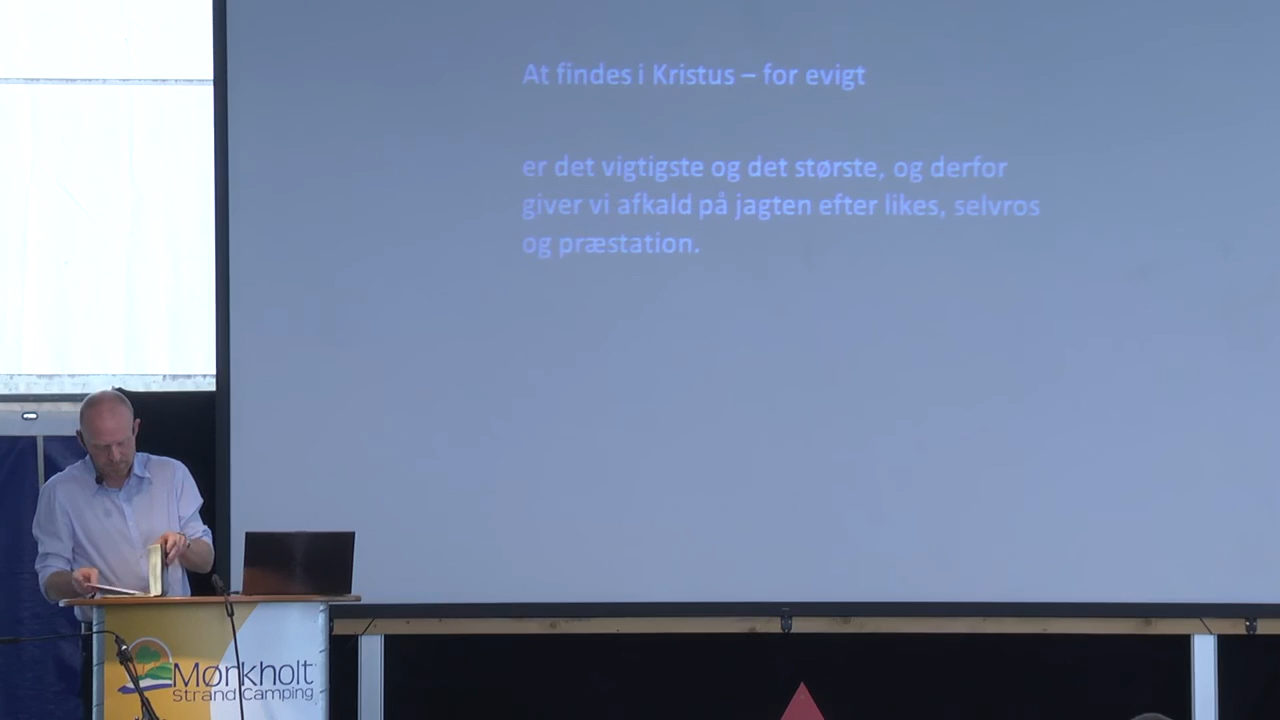 At findes i Kristus – for evigt
er det vigtigste og det største, og derfor
giver vi afkald på jagten efter likes, selvros
og præstation.
Mørkholt
Strand Camping